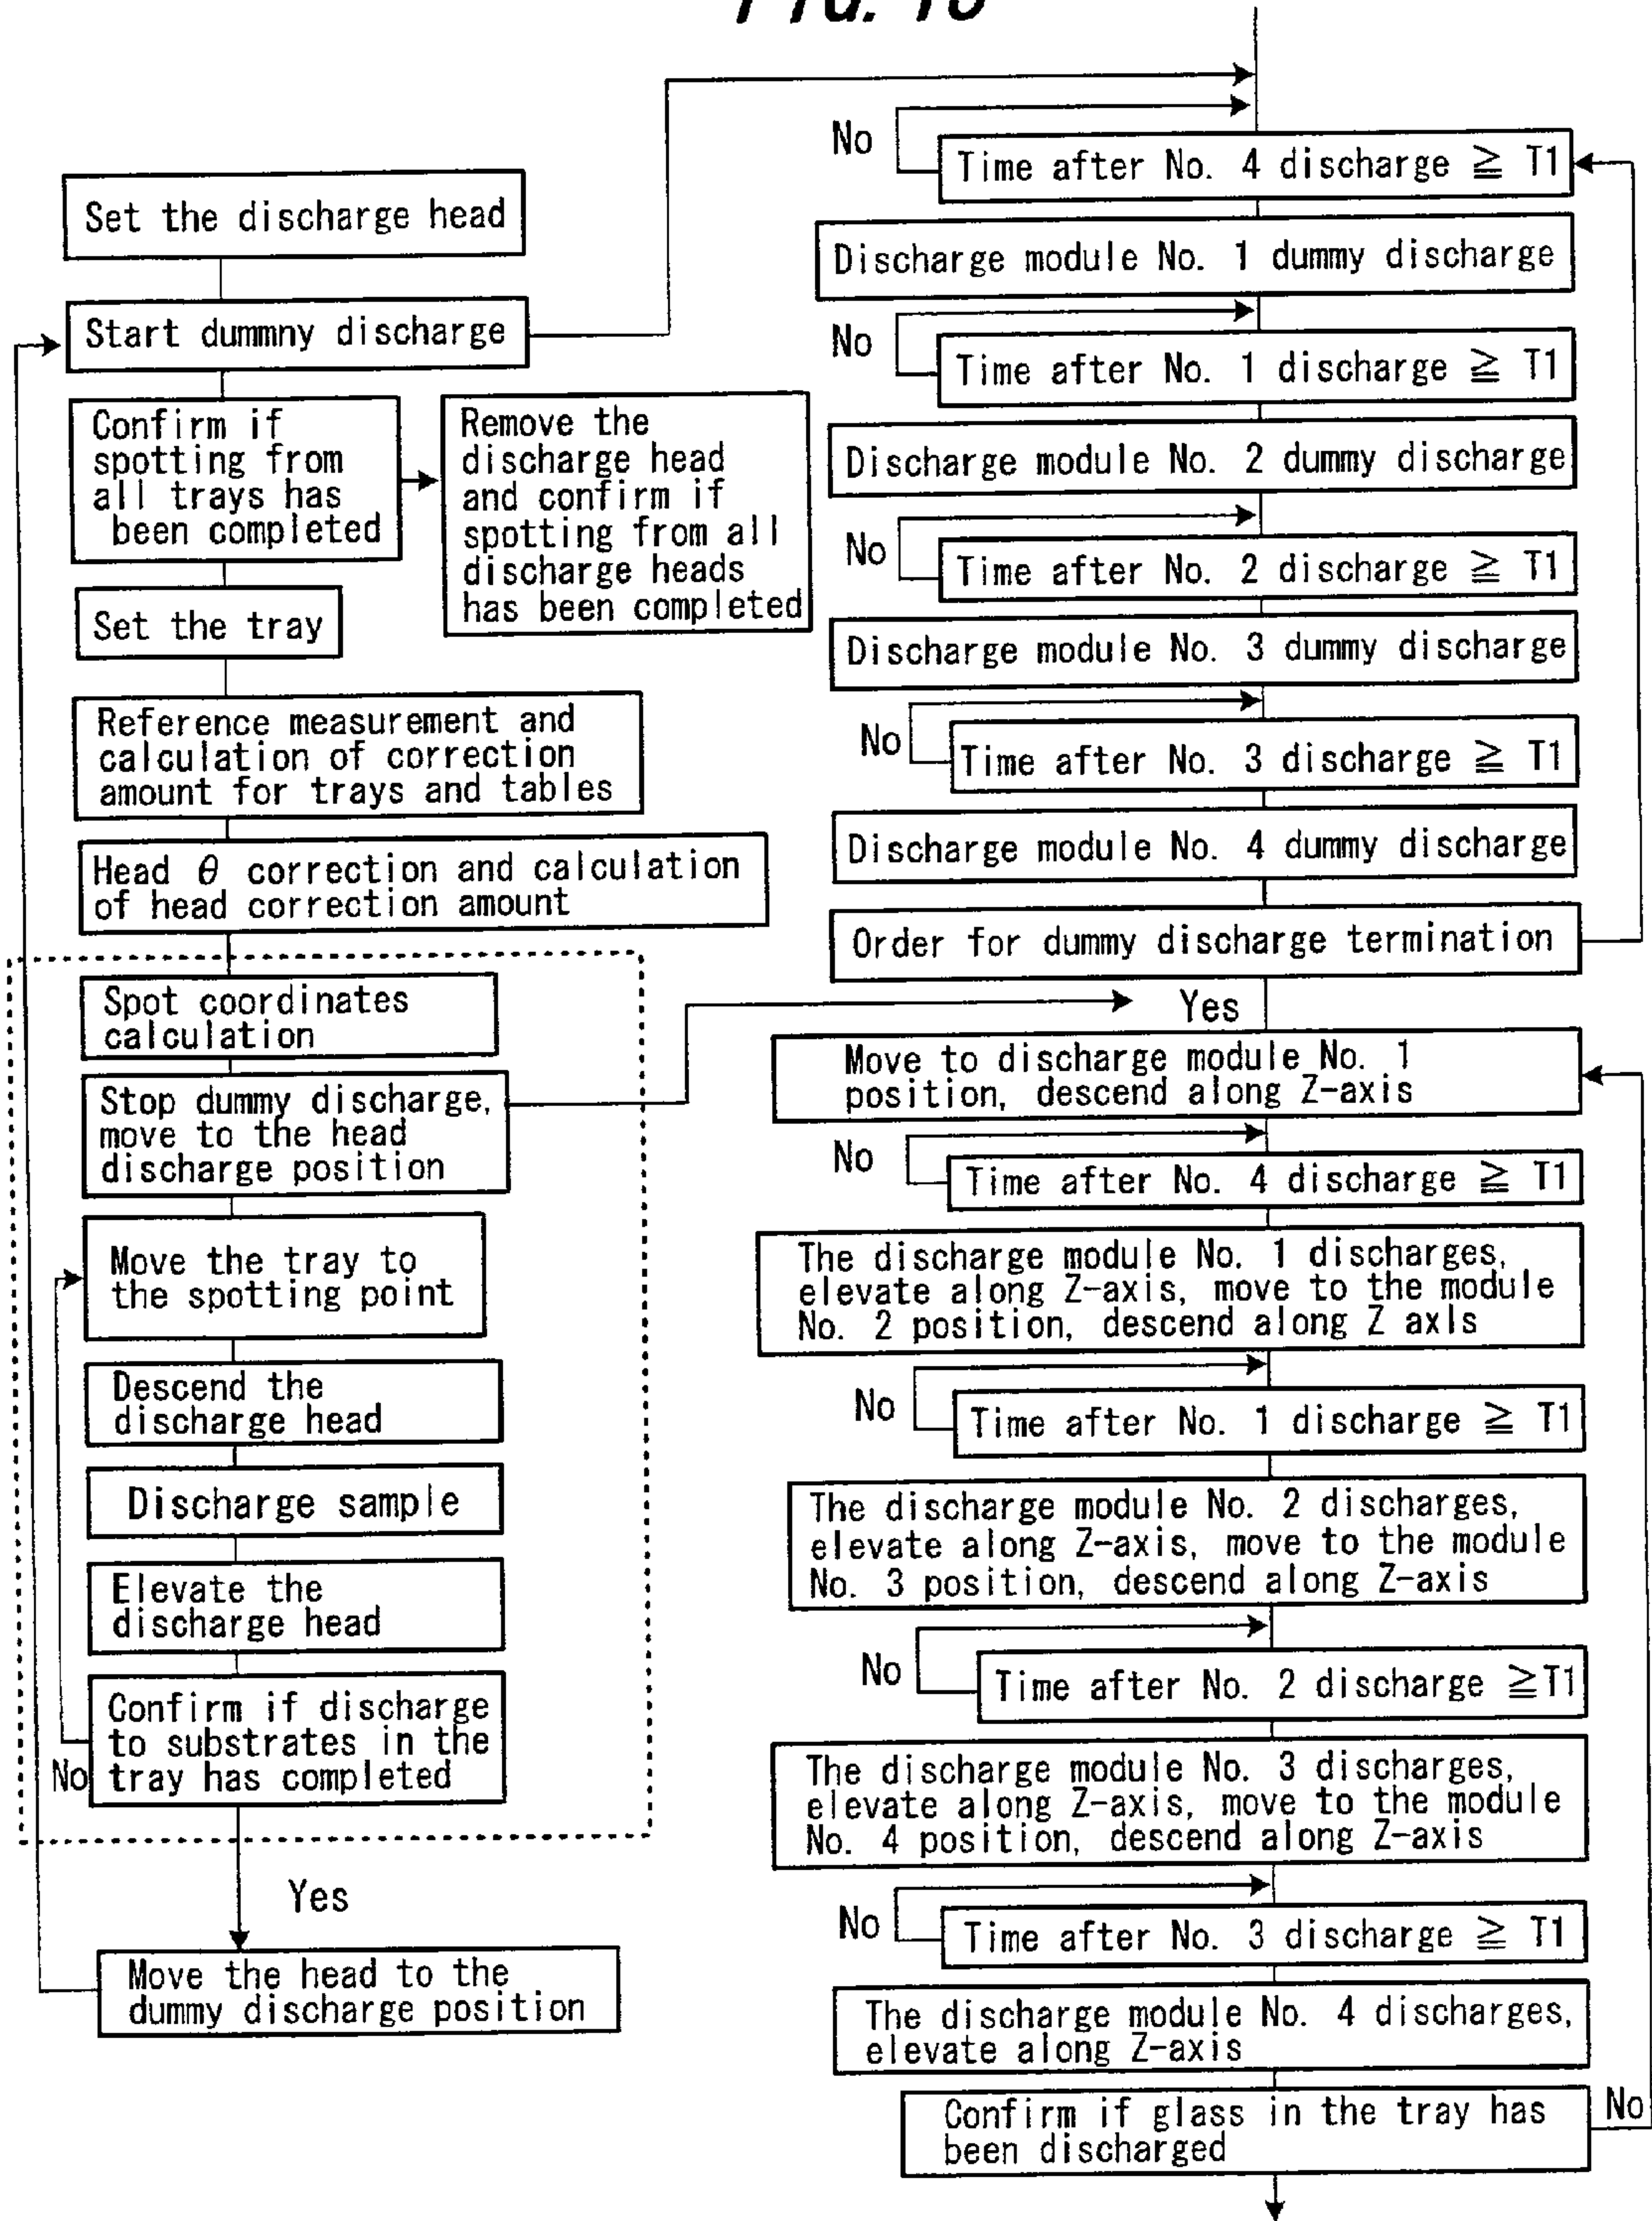 FIG.
Set the discharge head
Start dummny discharge
Confirm if
spotting from
all trays has
been completed
Remove the
discharge head
and confirm if
spotting from all
discharge heads
has been completed
Set the tray
Reference measurement and
calculation of correction
amount for trays and tables
Head θ correction and calculation
of head correction amount
Spot coordinates
calculation
Stop dummy discharge,
move to the head
discharge position
Move the tray to
the spotting point
Descend the
discharge head
Discharge sample
Elevate the
discharge head
Confirm if discharge
to substrates in the
tray has completed
No
Yes
Move the head to the
dummy discharge position
No
Time after No. 4 discharge ≧ T1
Discharge module No. 1 dummy discharge
No
Time after No. 1 discharge ≧ T1
Discharge module No. 2 dummy discharge
No
Time after No. 2 discharge ≧ T1
Discharge module No. 3 dummy discharge
No
Time after No. 3 discharge ≧ T1
Discharge module No. 4 dummy discharge
Order for dummy discharge termination
Yes
Move to discharge module No. 1
position, descend along Z-axis
No
Time after No. 4 discharge ≧ T1
The discharge module No. 1 discharges,
elevate along Z-axis, move to the module
No. 2 position, descend along Z axis
No
Time after No. 1 discharge ≧ T1
The discharge module No. 2 discharges,
elevate along Z-axis, move to the module
No. 3 position, descend along Z-axis
No
Time after No. 2 discharge ≧T1
The discharge module No. 3 discharges,
elevate along Z-axis, move to the module
No. 4 position, descend along Z-axis
No
Time after No. 3 discharge ≧ T1
The discharge module No. 4 discharges,
elevate along Z-axis
Confirm if glass in the tray has
been discharged
No